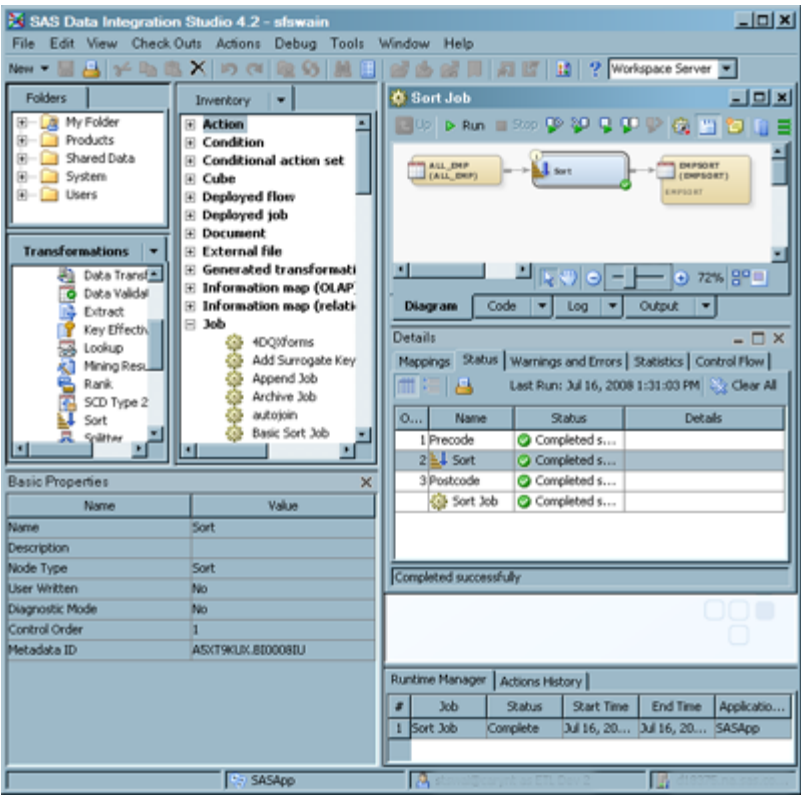 SAS Data Integration Studio 4.2 - sfswain
File Edit View Check Outs Actions Debug Tools Window Help
New
Workspace Server
Folders
My Folder
Products
Shared Data
System
Users
Transformations
Data Transf
Data Validat
Extract
Key Effectiv
Lookup
Mining Resu
Rank
SCD Type 2
Sort
Splitter
Inventory
Action
Condition
Conditional action set
Cube
Deployed flow
Deployed job
Document
External file
Generated transformati
Information map (OLAP)
Information map (relati
Job
4DQXforms
Add Surrogate Key
Append Job
Archive Job
autojoin
Basic Sort Job
Sort Job
Up Run Stop
ALL_EMP
(ALL_EMP)
Sort
EMPSORT
(EMPSORT)
EMPSORT
72%
Diagram Code Log Output
Details
Mappings Status Warnings and Errors Statistics Control Flow
Last Run: Jul 16, 2008 1:31:03 PM Clear All
O... Name Status Details
1 Precode Completed s...
2 Sort Completed s...
3 Postcode Completed s...
Sort Job Completed s...
Completed successfully
Basic Properties
Name Value
Name Sort
Description
Node Type Sort
User Written No
Diagnostic Mode No
Control Order 1
Metadata ID A5XT9KUX.BI0008IU
Runtime Manager Actions History
# Job Status Start Time End Time Applicatio...
1 Sort Job Complete Jul 16, 20... Jul 16, 20... SASApp
SASApp